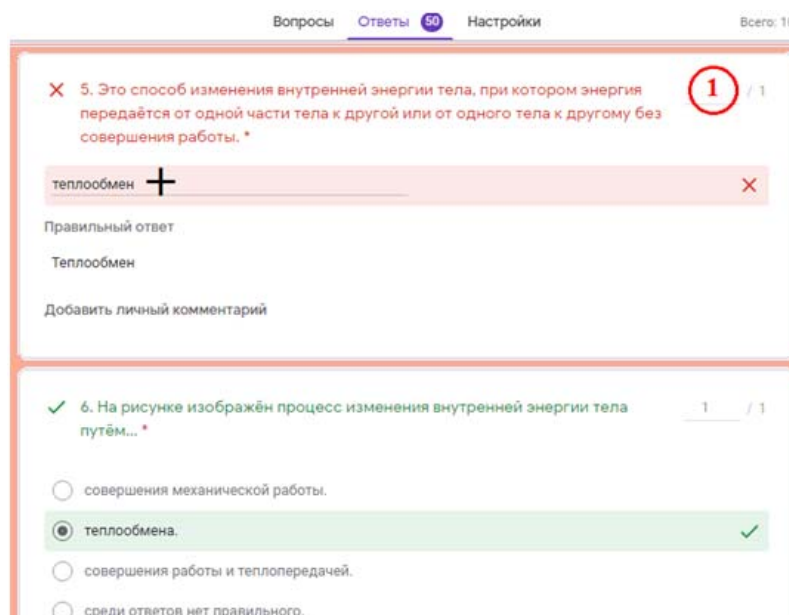 Вопросы Ответы 50 Настройки Всего: 1
5. Это способ изменения внутренней энергии тела, при котором энергия 1 / 1
передаётся от одной части тела к другой или от одного тела к другому без
совершения работы. *
теплообмен +
Правильный ответ
Теплообмен
Добавить личный комментарий
6. На рисунке изображён процесс изменения внутренней энергии тела 1 / 1
путём... *
совершения механической работы.
теплообмена.
совершения работы и теплопередачей.
среди ответов нет правильного.